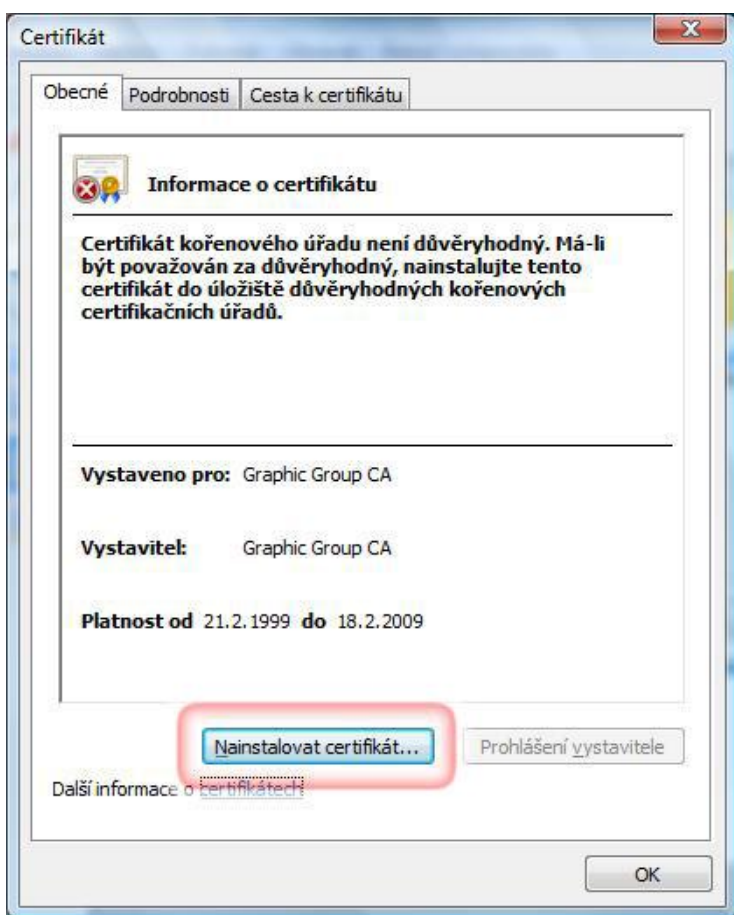 Certifikát
Obecné Podrobnosti Cesta k certifikátu
Informace o certifikátu
Certifikát kořenového úřadu není důvěryhodný. Má-li
být považován za důvěryhodný, nainstalujte tento
certifikát do úložiště důvěryhodných kořenových
certifikačních úřadů.
Vystaveno pro: Graphic Group CA
Vystavitel: Graphic Group CA
Platnost od 21.2.1999 do 18.2.2009
Nainstalovat certifikát... Prohlášení vystavitele
Další informace o certifikátech
OK